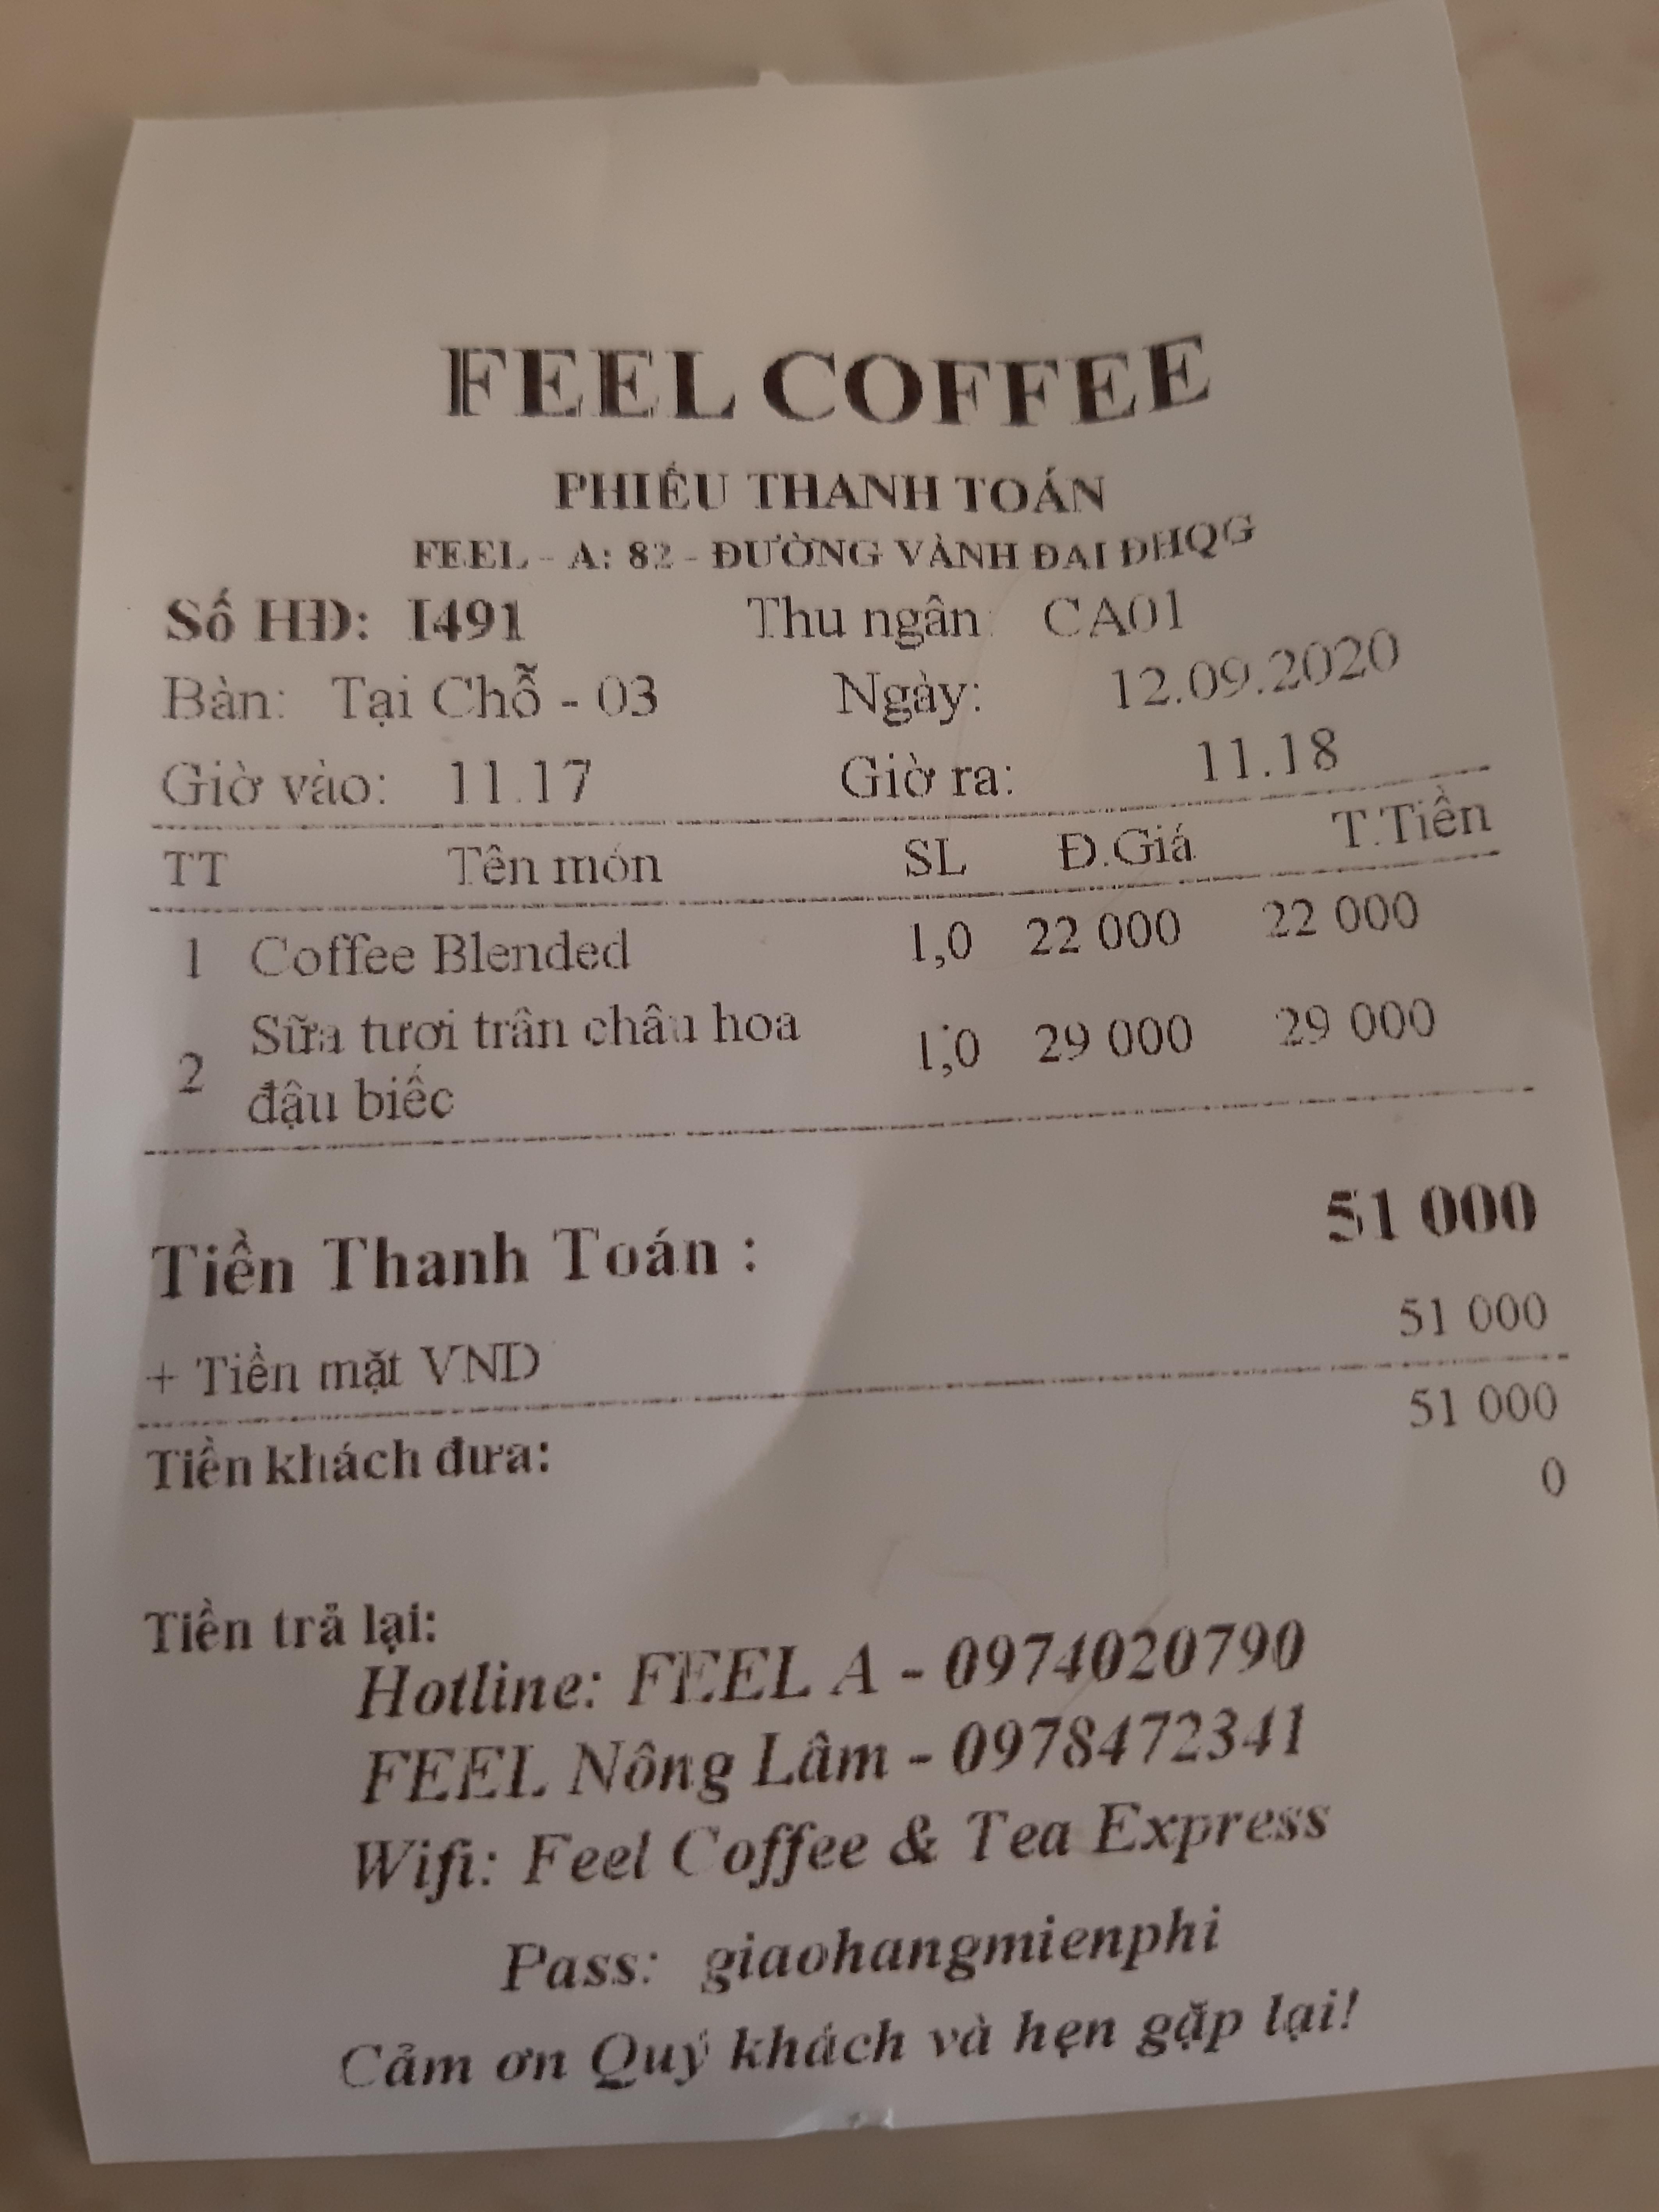 FEEL COFFEE
PHIẾU THANH TOÁN
FEEL - A: 82 - ĐƯỜNG VÀNH ĐAI ĐHQG
Số HĐ: I491 Thu ngân: CA01
Bàn: Tại Chỗ - 03 Ngày: 12.09.2020
Giờ vào: 11.17 Giờ ra: 11.18
TT Tên món SL Đ.Giá T.Tiền
1 Coffee Blended 1,0 22 000 22 000
2 Sữa tươi trân châu hoa 1,0 29 000 29 000
đậu biếc
Tiền Thanh Toán : 51 000
+ Tiền mặt VND 51 000
Tiền khách đưa: 51 000
0
Tiền trả lại:
Hotline: FEEL A - 0974020790
FEEL Nông Lâm - 0978472341
Wifi: Feel Coffee & Tea Express
Pass: giaohangmienphi
Cảm ơn Quý khách và hẹn gặp lại!